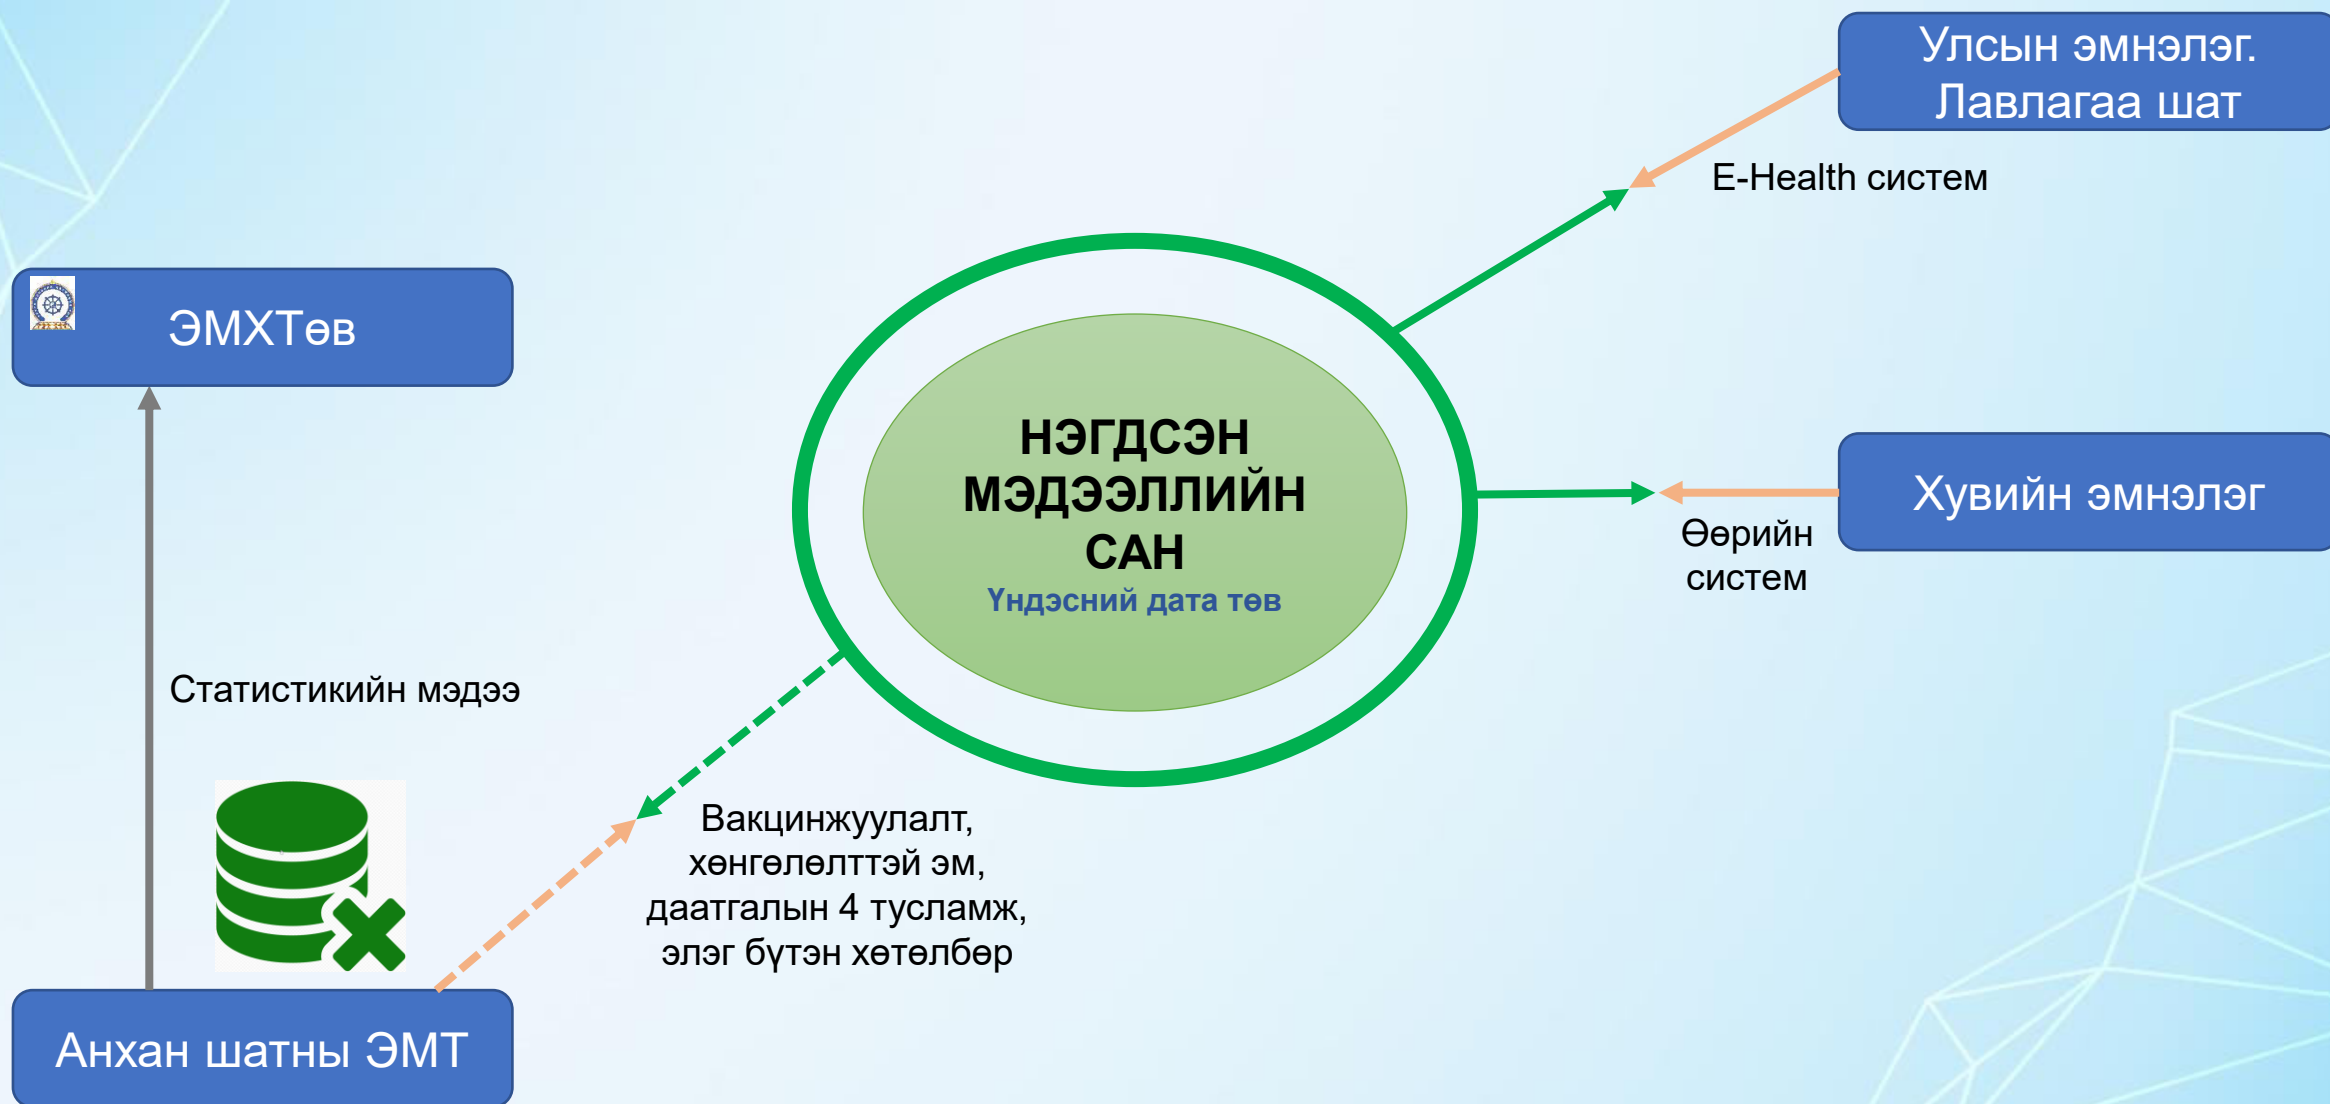 Улсын эмнэлэг.
Лавлагаа шат
E-Health систем
ЭМХТөв
НЭГДСЭН
МЭДЭЭЛЛИЙН
САН
Үндэсний дата төв
Хувийн эмнэлэг
Өөрийн
систем
Статистикийн мэдээ
Вакцинжуулалт,
хөнгөлөлттэй эм,
даатгалын 4 тусламж,
элэг бүтэн хөтөлбөр
Анхан шатны ЭМТ